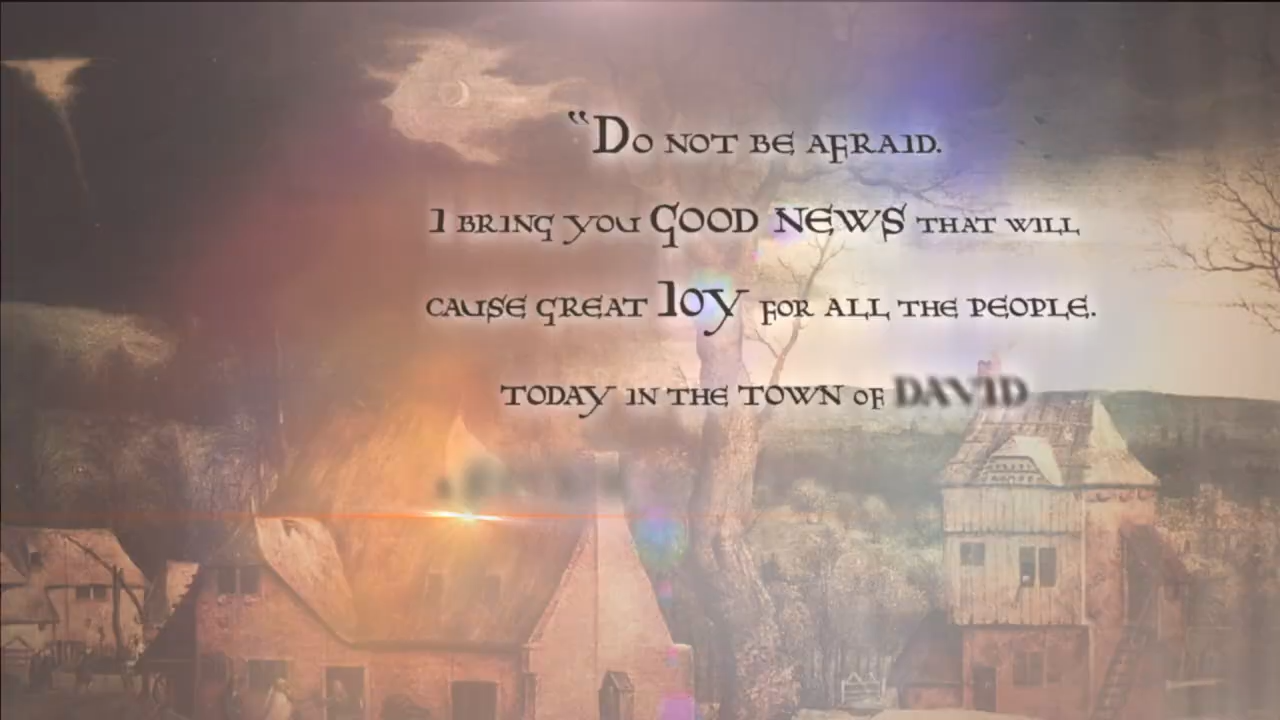 “Do not be afraid.
I bring you GOOD NEWS that will
cause great Joy for all the people.
today in the town of DAVID